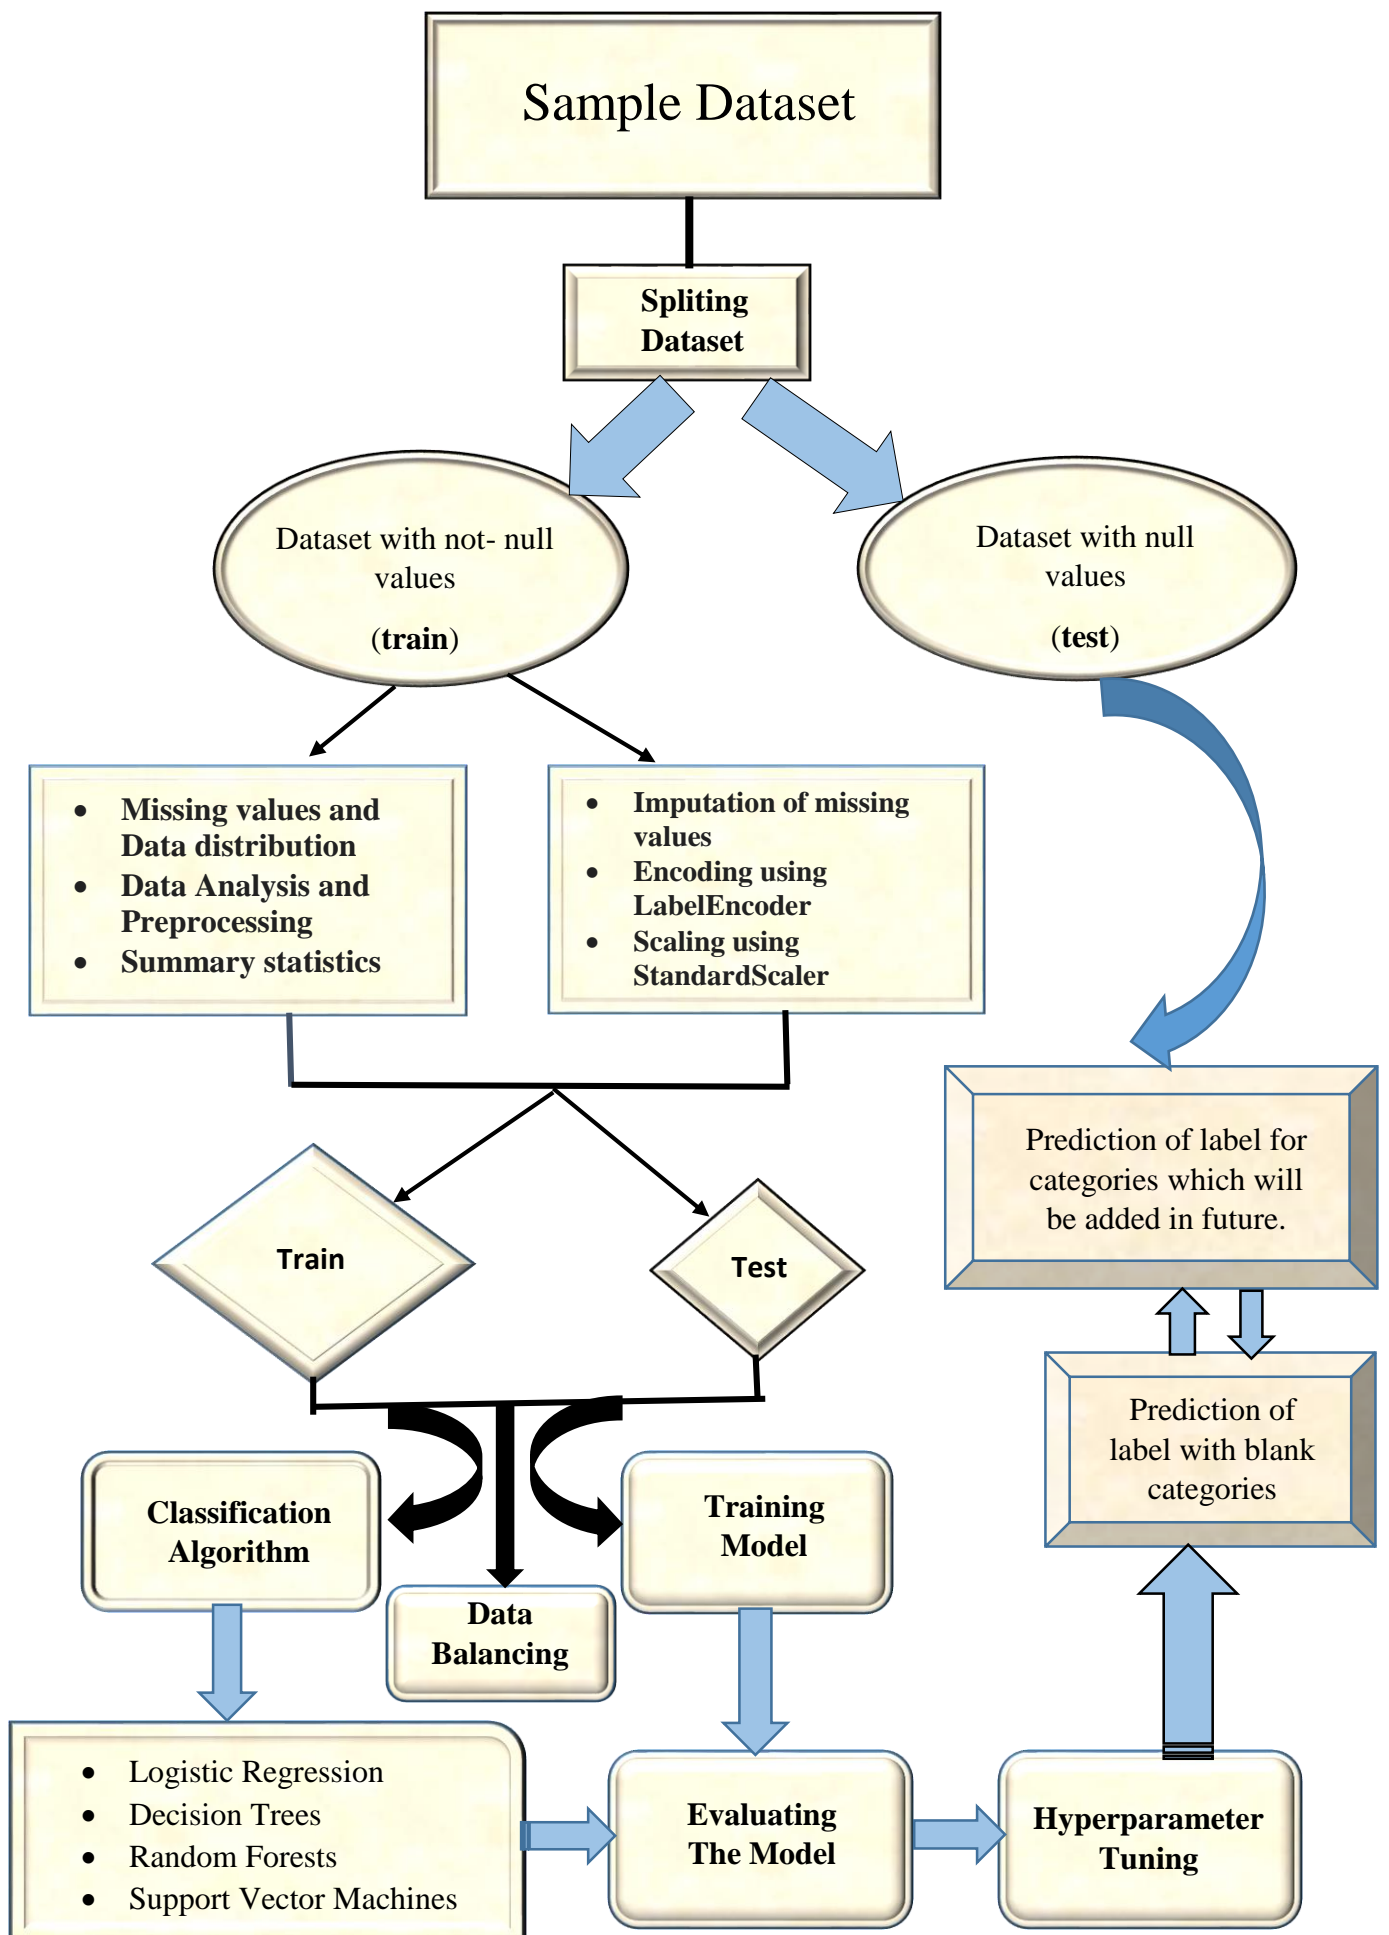 Sample Dataset
Spliting
Dataset
Dataset with not- null
values
(train)
Dataset with null
values
(test)
• Missing values and
Data distribution
• Data Analysis and
Preprocessing
• Summary statistics
• Imputation of missing
values
• Encoding using
LabelEncoder
• Scaling using
StandardScaler
Prediction of label for
categories which will
be added in future.
Train
Test
Prediction of
label with blank
categories
Classification
Algorithm
Training
Model
Data
Balancing
• Logistic Regression
• Decision Trees
• Random Forests
• Support Vector Machines
Evaluating
The Model
Hyperparameter
Tuning